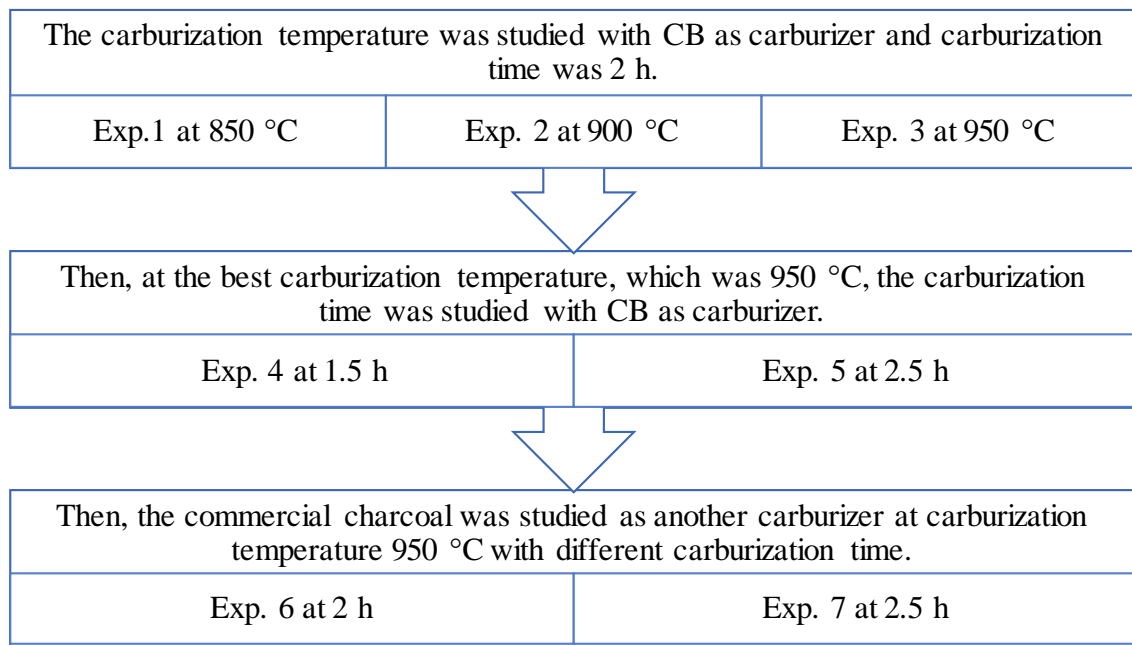 The carburization temperature was studied with CB as carburizer and carburization
time was 2 h.
Exp.1 at 850 °C
Exp. 2 at 900 °C
Exp. 3 at 950 °C
Then, at the best carburization temperature, which was 950 °C, the carburization
time was studied with CB as carburizer.
Exp. 4 at 1.5 h
Exp. 5 at 2.5 h
Then, the commercial charcoal was studied as another carburizer at carburization
temperature 950 °C with different carburization time.
Exp. 6 at 2 h
Exp. 7 at 2.5 h